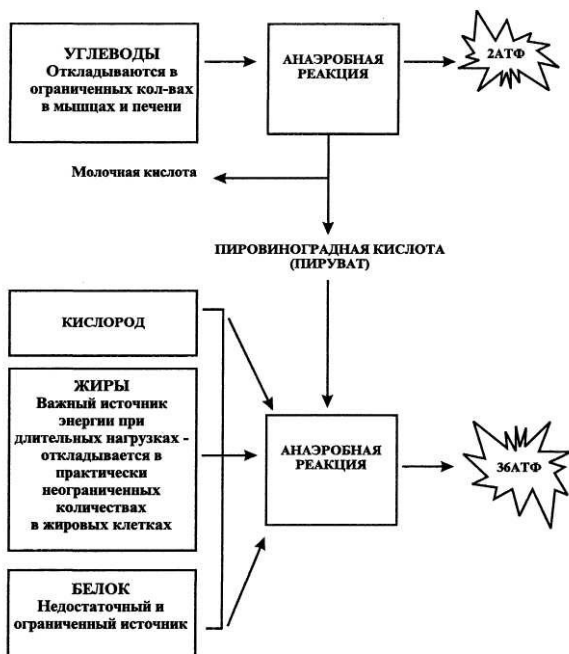 УГЛЕВОДЫ
Откладываются в
ограниченных кол-вах
в мышцах и печени
АНАЭРОБНАЯ
РЕАКЦИЯ
2АТФ
Молочная кислота
ПИРОВИНОГРАДНАЯ КИСЛОТА
(ПИРУВАТ)
КИСЛОРОД
ЖИРЫ
Важный источник
энергии при
длительных нагрузках -
откладывается в
практически
неограниченных
количествах
в жировых клетках
АНАЭРОБНАЯ
РЕАКЦИЯ
36АТФ
БЕЛОК
Недостаточный и
ограниченный источник